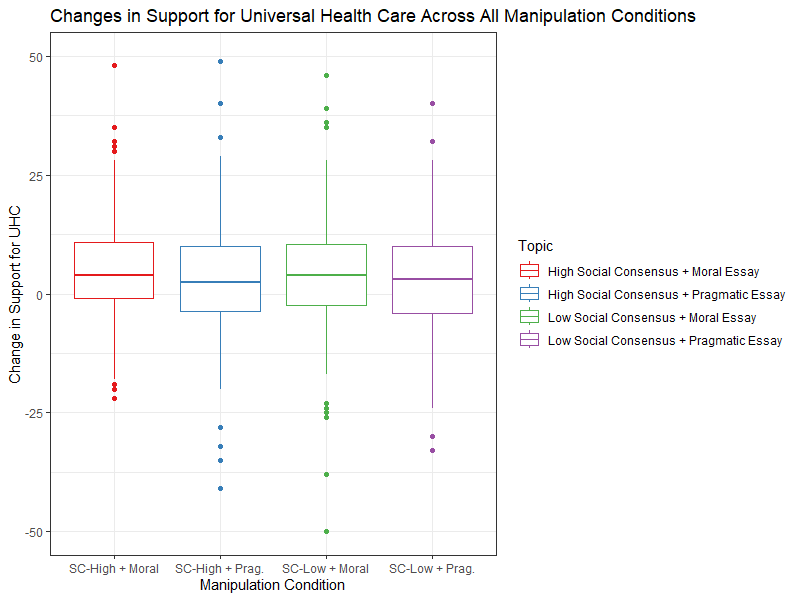 Changes in Support for Universal Health Care Across All Manipulation Conditions
50
25
0
-25
-50
Change in Support for UHC
SC-High + Moral
SC-High + Prag.
SC-Low + Moral
SC-Low + Prag.
Manipulation Condition
Topic
High Social Consensus + Moral Essay
High Social Consensus + Pragmatic Essay
Low Social Consensus + Moral Essay
Low Social Consensus + Pragmatic Essay